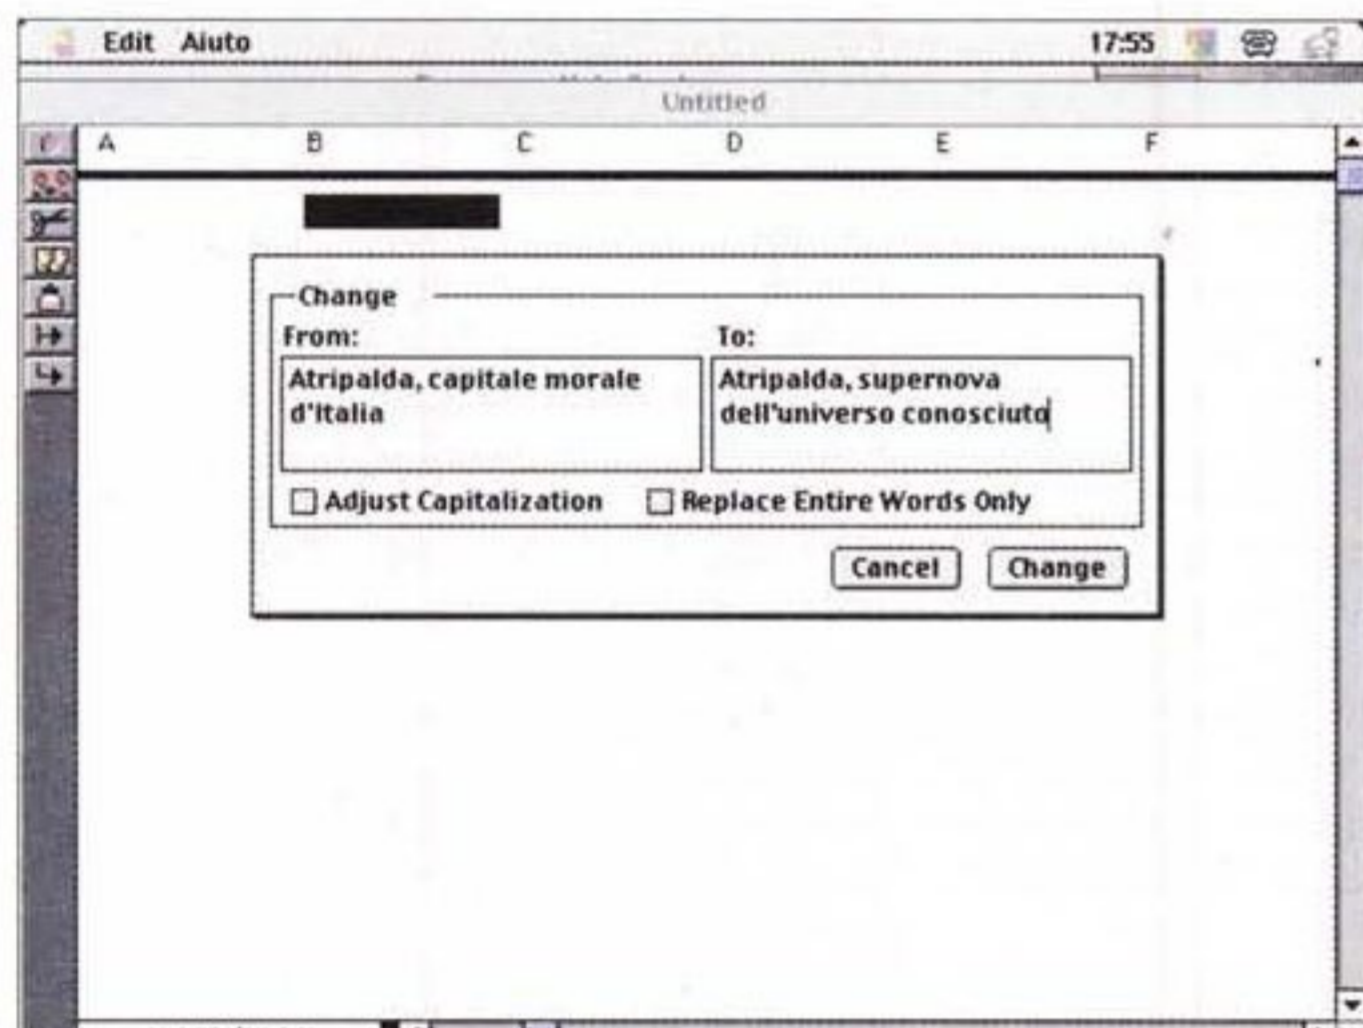 Edit Aiuto 17:55
Untitled
A B C D E F
Change
From: To:
Atripalda, capitale morale
d'Italia
Atripalda, supernova
dell'universo conosciuto
Adjust Capitalization Replace Entire Words Only
Cancel Change